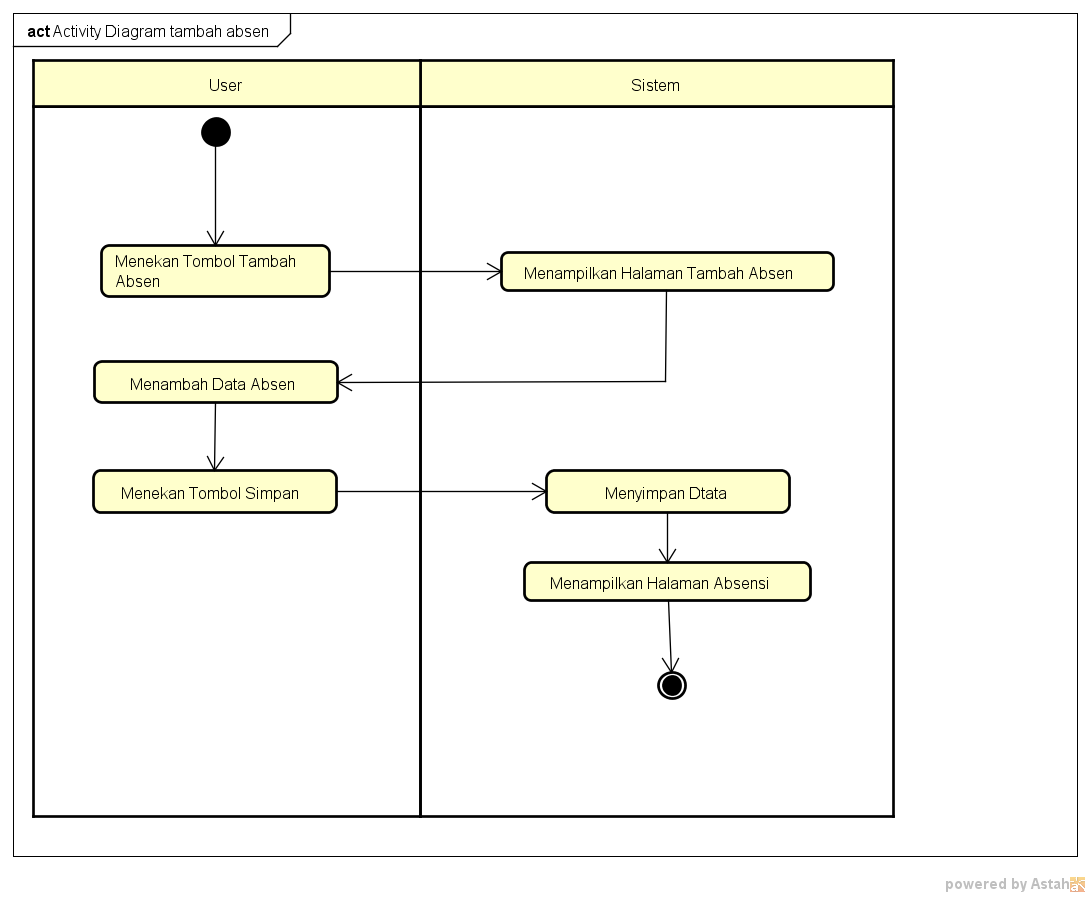 act Activity Diagram tambah absen
User
Sistem
Menekan Tombol Tambah
Absen
Menampilkan Halaman Tambah Absen
Menambah Data Absen
Menekan Tombol Simpan
Menyimpan Dtata
Menampilkan Halaman Absensi
powered by Astah